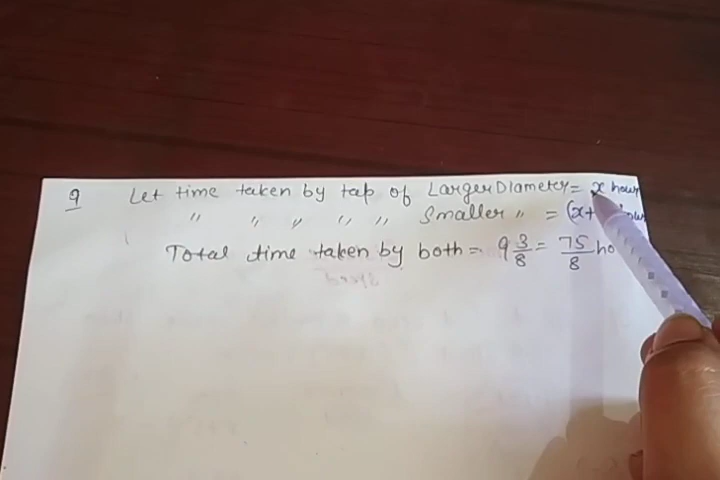 9 Let time taken by tap of Larger Diameter = x hour
" " " " " Smaller " = (x+
Total time taken by both = 9 3/8 = 75/8 ho